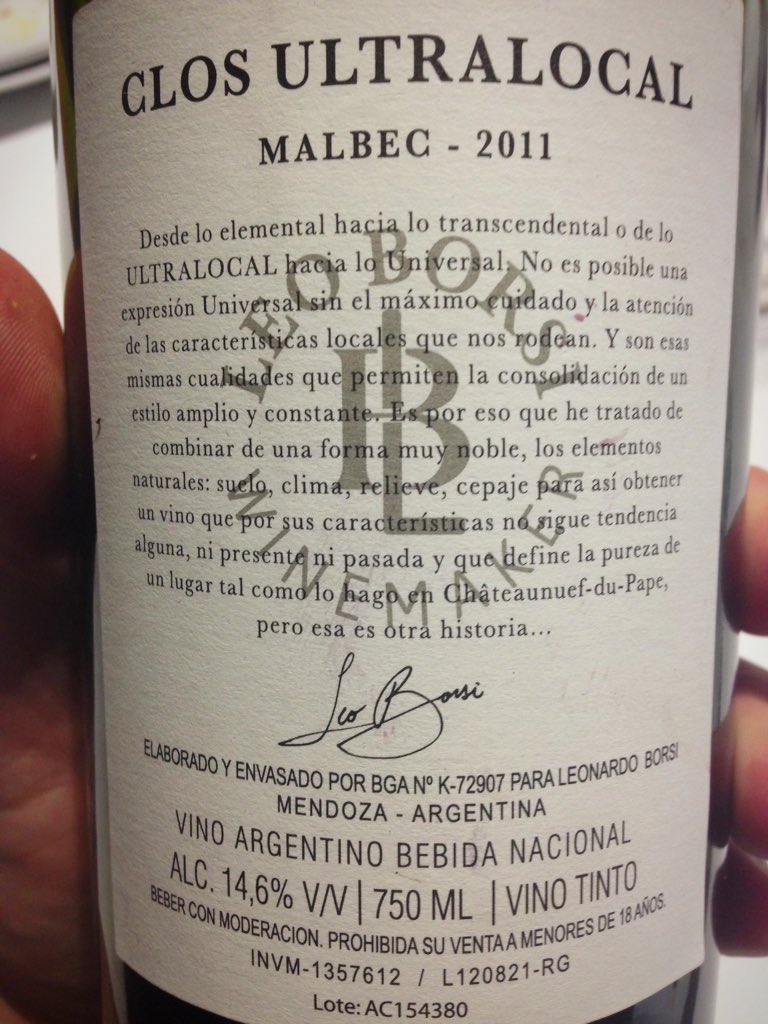 CLOS ULTRALOCAL
MALBEC - 2011
Desde lo elemental hacia lo transcendental o de lo
ULTRALOCAL hacia lo Universal. No es posible una
expresión Universal sin el máximo cuidado y la atención
de las características locales que nos rodean. Y son esas
mismas cualidades que permiten la consolidación de un
estilo amplio y constante. Es por eso que he tratado de
combinar de una forma muy noble, los elementos
naturales: suelo, clima, relieve, cepaje para así obtener
un vino que por sus características no sigue tendencia
alguna, ni presente ni pasada y que define la pureza de
un lugar tal como lo hago en Châteaunuef-du-Pape,
pero esa es otra historia...
LEO BORSI
LB
WINEMAKER
Leo Borsi
ELABORADO Y ENVASADO POR BGA Nº K-72907 PARA LEONARDO BORSI
MENDOZA - ARGENTINA
VINO ARGENTINO BEBIDA NACIONAL
ALC. 14,6% V/V | 750 ML | VINO TINTO
BEBER CON MODERACION. PROHIBIDA SU VENTA A MENORES DE 18 AÑOS.
INVM-1357612 / L120821-RG
Lote: AC154380